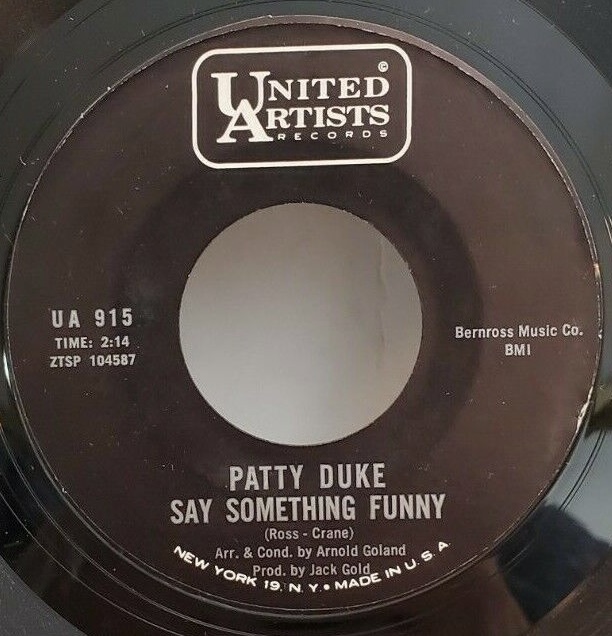 ©
UNITED
ARTISTS
RECORDS
UA 915
TIME: 2:14
ZTSP 104587
Bernross Music Co.
BMI
PATTY DUKE
SAY SOMETHING FUNNY
(Ross - Crane)
Arr. & Cond. by Arnold Goland
Prod. by Jack Gold
NEW YORK 19, N. Y. • MADE IN U. S. A.